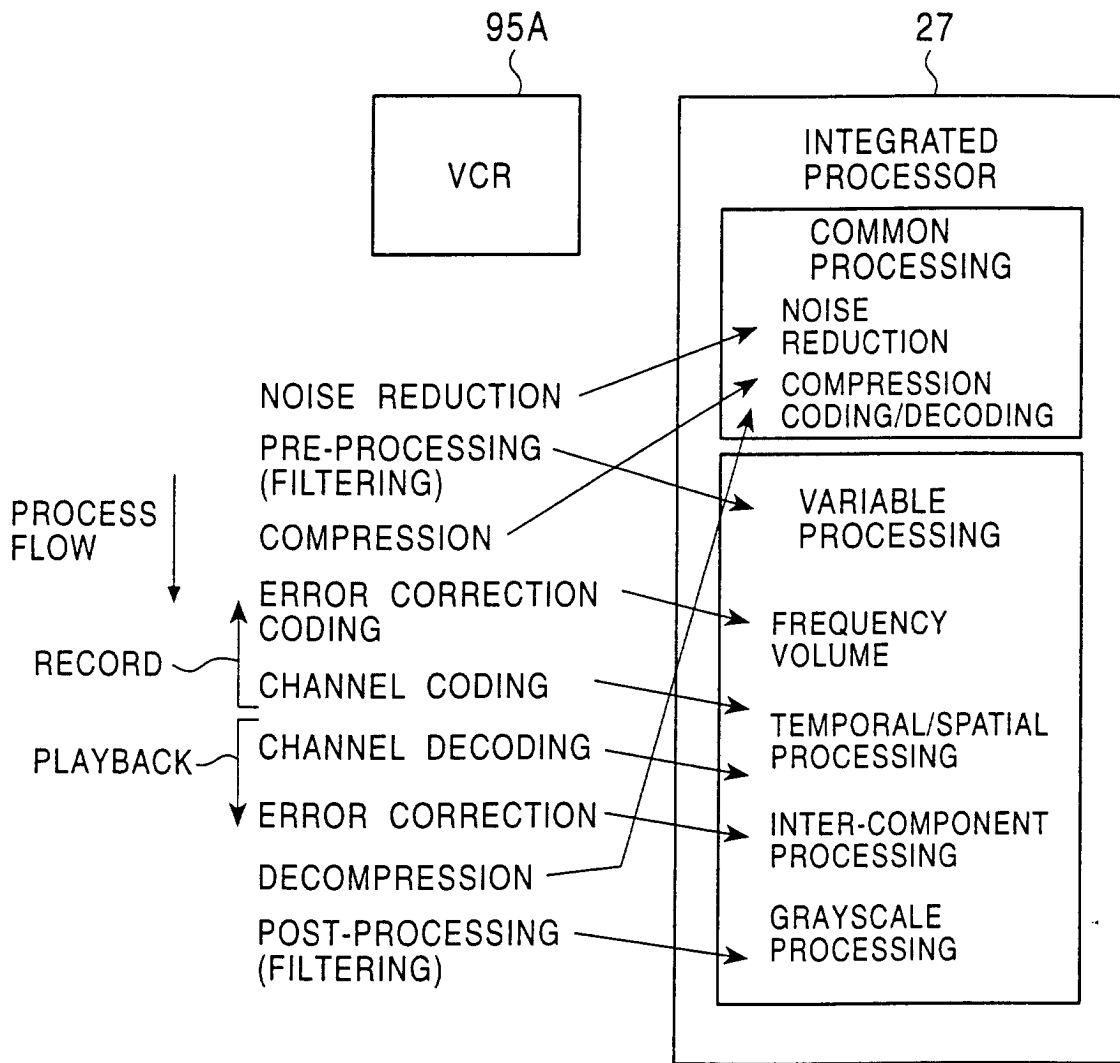 95A
27
VCR
INTEGRATED
PROCESSOR
COMMON
PROCESSING
NOISE
REDUCTION
COMPRESSION
CODING/DECODING
NOISE REDUCTION
PRE-PROCESSING
(FILTERING)
COMPRESSION
ERROR CORRECTION
CODING
CHANNEL CODING
CHANNEL DECODING
ERROR CORRECTION
DECOMPRESSION
POST-PROCESSING
(FILTERING)
PROCESS
FLOW
RECORD
PLAYBACK
VARIABLE
PROCESSING
FREQUENCY
VOLUME
TEMPORAL/SPATIAL
PROCESSING
INTER-COMPONENT
PROCESSING
GRAYSCALE
PROCESSING